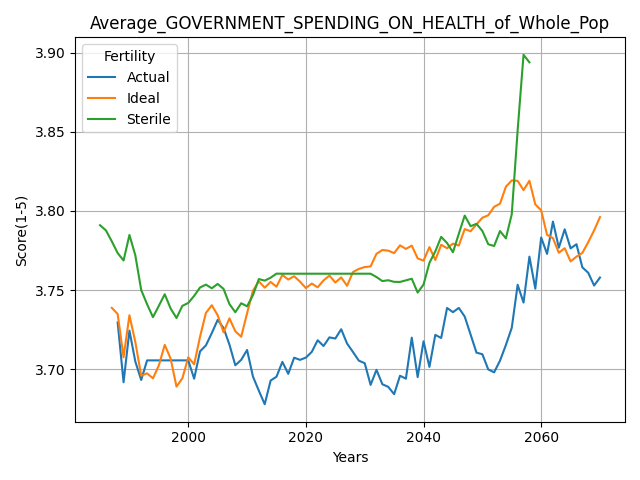 Average_GOVERNMENT_SPENDING_ON_HEALTH_of_Whole_Pop
3.90
3.85
3.80
3.75
3.70
Score(1-5)
Fertility
Actual
Ideal
Sterile
2000
2020
2040
2060
Years